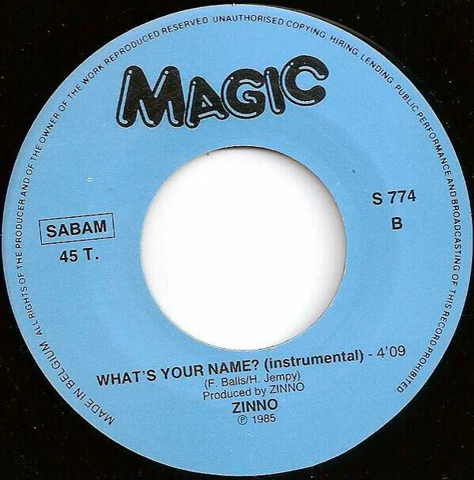 MADE IN BELGIUM ALL RIGHTS OF THE PRODUCER AND OF THE OWNER OF THE WORK REPRODUCED RESERVED UNAUTHORISED COPYING, HIRING, LENDING, PUBLIC PERFORMANCE AND BROADCASTING OF THIS RECORD PROHIBITED
MAGIC
SABAM
45 T.
S 774
B
WHAT'S YOUR NAME? (instrumental) - 4'09
(F. Balls/H. Jempy)
Produced by ZINNO
ZINNO
℗ 1985